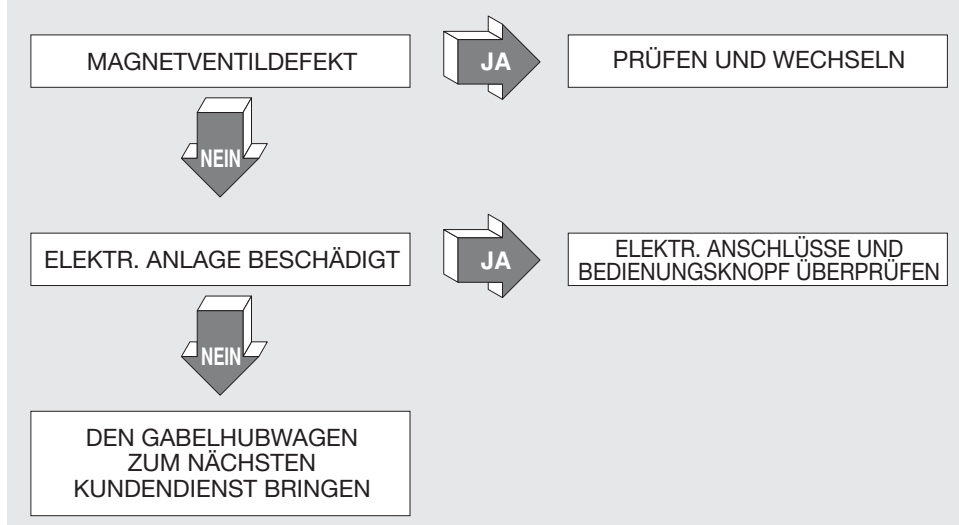 MAGNETVENTILDEFEKT
JA
PRÜFEN UND WECHSELN
NEIN
ELEKTR. ANLAGE BESCHÄDIGT
JA
ELEKTR. ANSCHLÜSSE UND
BEDIENUNGSKNOPF ÜBERPRÜFEN
NEIN
DEN GABELHUBWAGEN
ZUM NÄCHSTEN
KUNDENDIENST BRINGEN